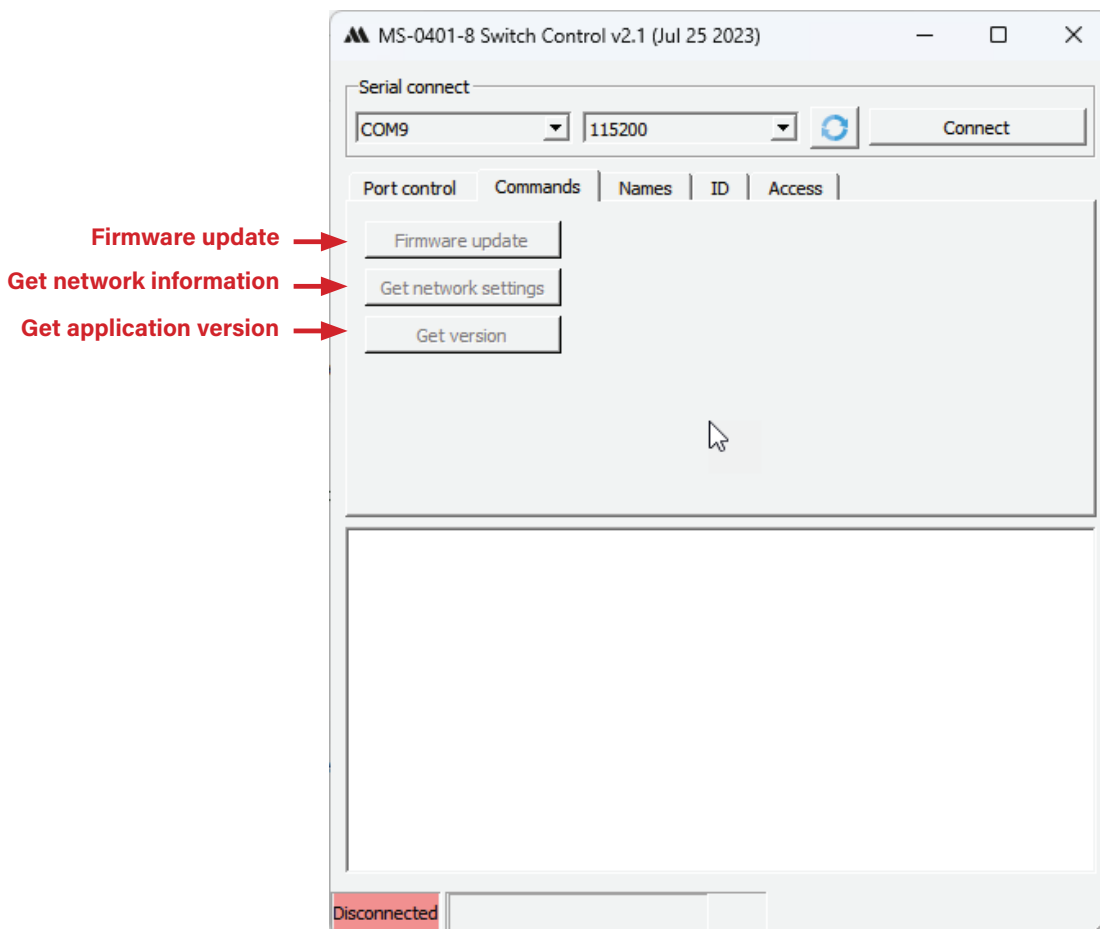 MS-0401-8 Switch Control v2.1 (Jul 25 2023)
Serial connect
COM9 115200 Connect
Port control Commands Names ID Access
Firmware update Firmware update
Get network information Get network settings
Get application version Get version
Disconnected